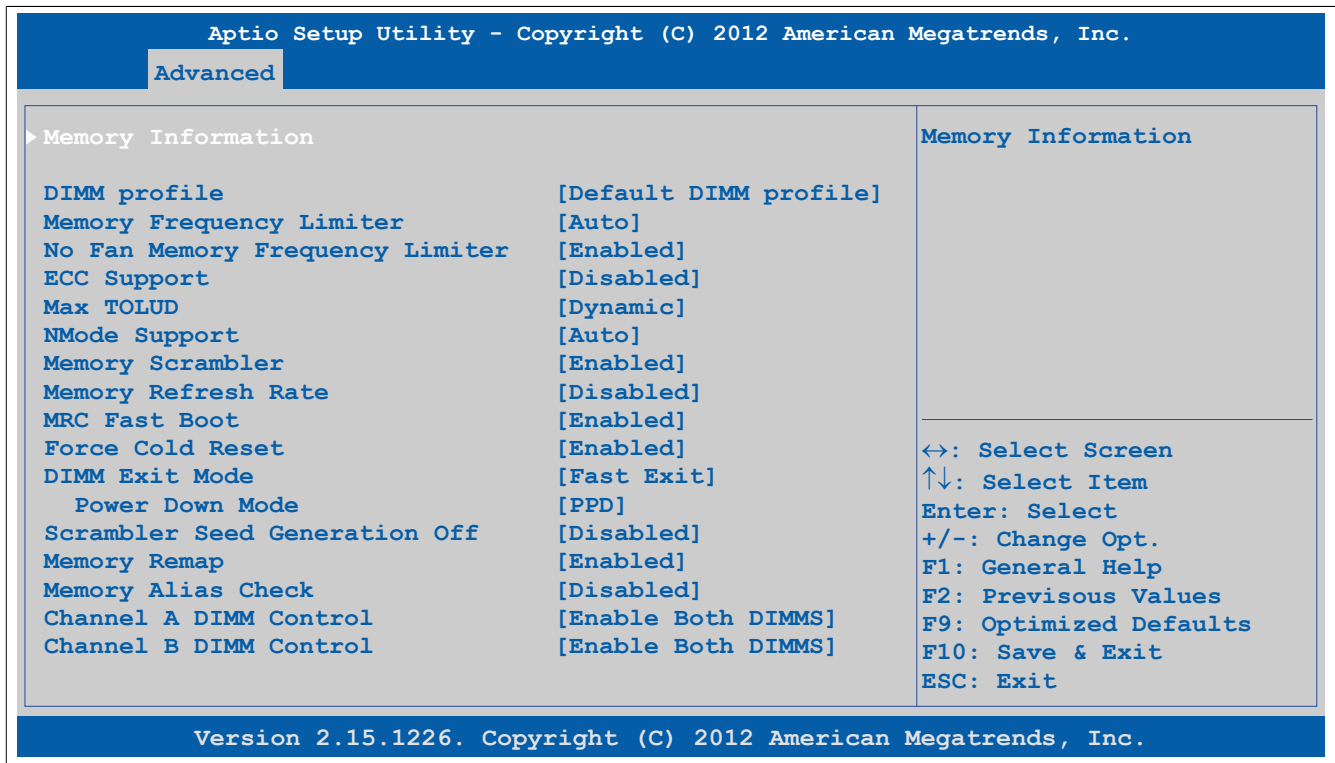 Aptio Setup Utility - Copyright (C) 2012 American Megatrends, Inc.
Advanced
Memory Information
DIMM profile [Default DIMM profile]
Memory Frequency Limiter [Auto]
No Fan Memory Frequency Limiter [Enabled]
ECC Support [Disabled]
Max TOLUD [Dynamic]
NMode Support [Auto]
Memory Scrambler [Enabled]
Memory Refresh Rate [Disabled]
MRC Fast Boot [Enabled]
Force Cold Reset [Enabled]
DIMM Exit Mode [Fast Exit]
Power Down Mode [PPD]
Scrambler Seed Generation Off [Disabled]
Memory Remap [Enabled]
Memory Alias Check [Disabled]
Channel A DIMM Control [Enable Both DIMMS]
Channel B DIMM Control [Enable Both DIMMS]
Memory Information
↔: Select Screen
↑↓: Select Item
Enter: Select
+/-: Change Opt.
F1: General Help
F2: Previsous Values
F9: Optimized Defaults
F10: Save & Exit
ESC: Exit
Version 2.15.1226. Copyright (C) 2012 American Megatrends, Inc.